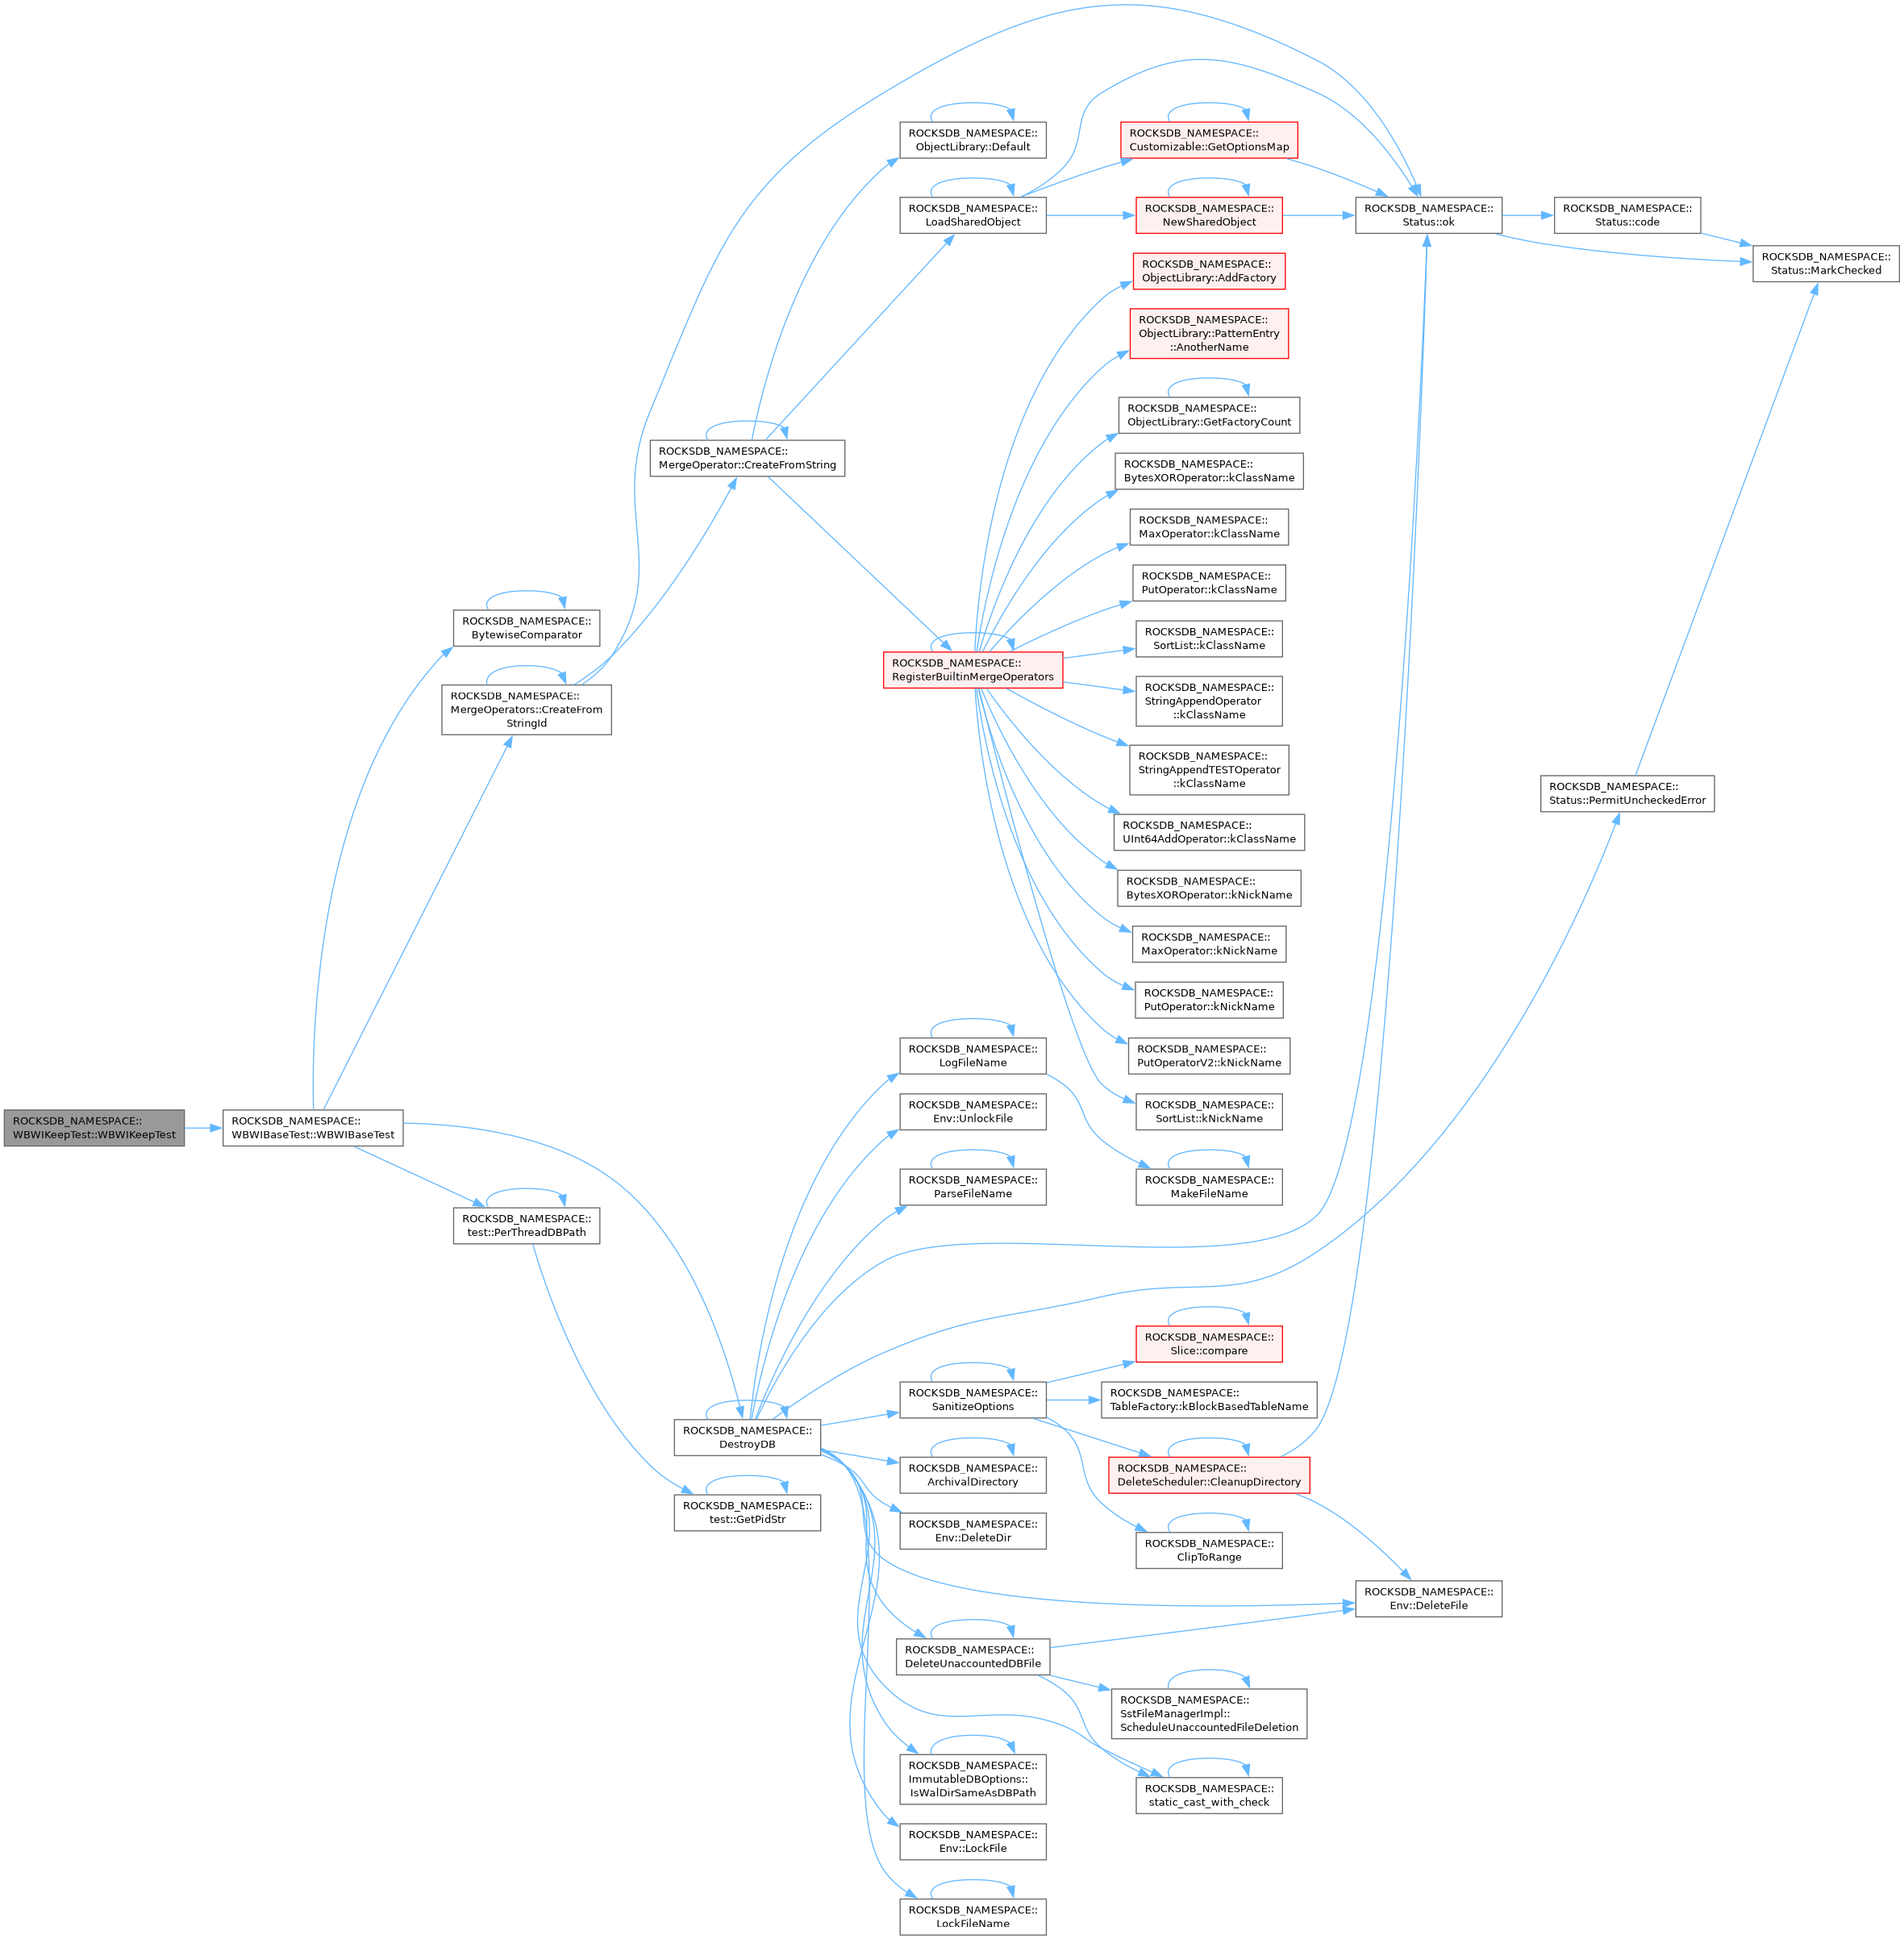 ROCKSDB_NAMESPACE::
WBWIKeepTest::WBWIKeepTest
ROCKSDB_NAMESPACE::
WBWIBaseTest::WBWIBaseTest
ROCKSDB_NAMESPACE::
BytewiseComparator
ROCKSDB_NAMESPACE::
MergeOperators::CreateFrom
StringId
ROCKSDB_NAMESPACE::
test::PerThreadDBPath
ROCKSDB_NAMESPACE::
MergeOperator::CreateFromString
ROCKSDB_NAMESPACE::
DestroyDB
ROCKSDB_NAMESPACE::
test::GetPidStr
ROCKSDB_NAMESPACE::
ObjectLibrary::Default
ROCKSDB_NAMESPACE::
LoadSharedObject
ROCKSDB_NAMESPACE::
RegisterBuiltinMergeOperators
ROCKSDB_NAMESPACE::
LogFileName
ROCKSDB_NAMESPACE::
Env::UnlockFile
ROCKSDB_NAMESPACE::
ParseFileName
ROCKSDB_NAMESPACE::
SanitizeOptions
ROCKSDB_NAMESPACE::
ArchivalDirectory
ROCKSDB_NAMESPACE::
Env::DeleteDir
ROCKSDB_NAMESPACE::
DeleteUnaccountedDBFile
ROCKSDB_NAMESPACE::
ImmutableDBOptions::
IsWalDirSameAsDBPath
ROCKSDB_NAMESPACE::
Env::LockFile
ROCKSDB_NAMESPACE::
LockFileName
ROCKSDB_NAMESPACE::
Customizable::GetOptionsMap
ROCKSDB_NAMESPACE::
NewSharedObject
ROCKSDB_NAMESPACE::
ObjectLibrary::AddFactory
ROCKSDB_NAMESPACE::
ObjectLibrary::PatternEntry
::AnotherName
ROCKSDB_NAMESPACE::
ObjectLibrary::GetFactoryCount
ROCKSDB_NAMESPACE::
BytesXOROperator::kClassName
ROCKSDB_NAMESPACE::
MaxOperator::kClassName
ROCKSDB_NAMESPACE::
PutOperator::kClassName
ROCKSDB_NAMESPACE::
SortList::kClassName
ROCKSDB_NAMESPACE::
StringAppendOperator
::kClassName
ROCKSDB_NAMESPACE::
StringAppendTESTOperator
::kClassName
ROCKSDB_NAMESPACE::
UInt64AddOperator::kClassName
ROCKSDB_NAMESPACE::
BytesXOROperator::kNickName
ROCKSDB_NAMESPACE::
MaxOperator::kNickName
ROCKSDB_NAMESPACE::
PutOperator::kNickName
ROCKSDB_NAMESPACE::
PutOperatorV2::kNickName
ROCKSDB_NAMESPACE::
SortList::kNickName
ROCKSDB_NAMESPACE::
MakeFileName
ROCKSDB_NAMESPACE::
Slice::compare
ROCKSDB_NAMESPACE::
TableFactory::kBlockBasedTableName
ROCKSDB_NAMESPACE::
DeleteScheduler::CleanupDirectory
ROCKSDB_NAMESPACE::
ClipToRange
ROCKSDB_NAMESPACE::
SstFileManagerImpl::
ScheduleUnaccountedFileDeletion
ROCKSDB_NAMESPACE::
static_cast_with_check
ROCKSDB_NAMESPACE::
Status::ok
ROCKSDB_NAMESPACE::
Env::DeleteFile
ROCKSDB_NAMESPACE::
Status::code
ROCKSDB_NAMESPACE::
Status::PermitUncheckedError
ROCKSDB_NAMESPACE::
Status::MarkChecked